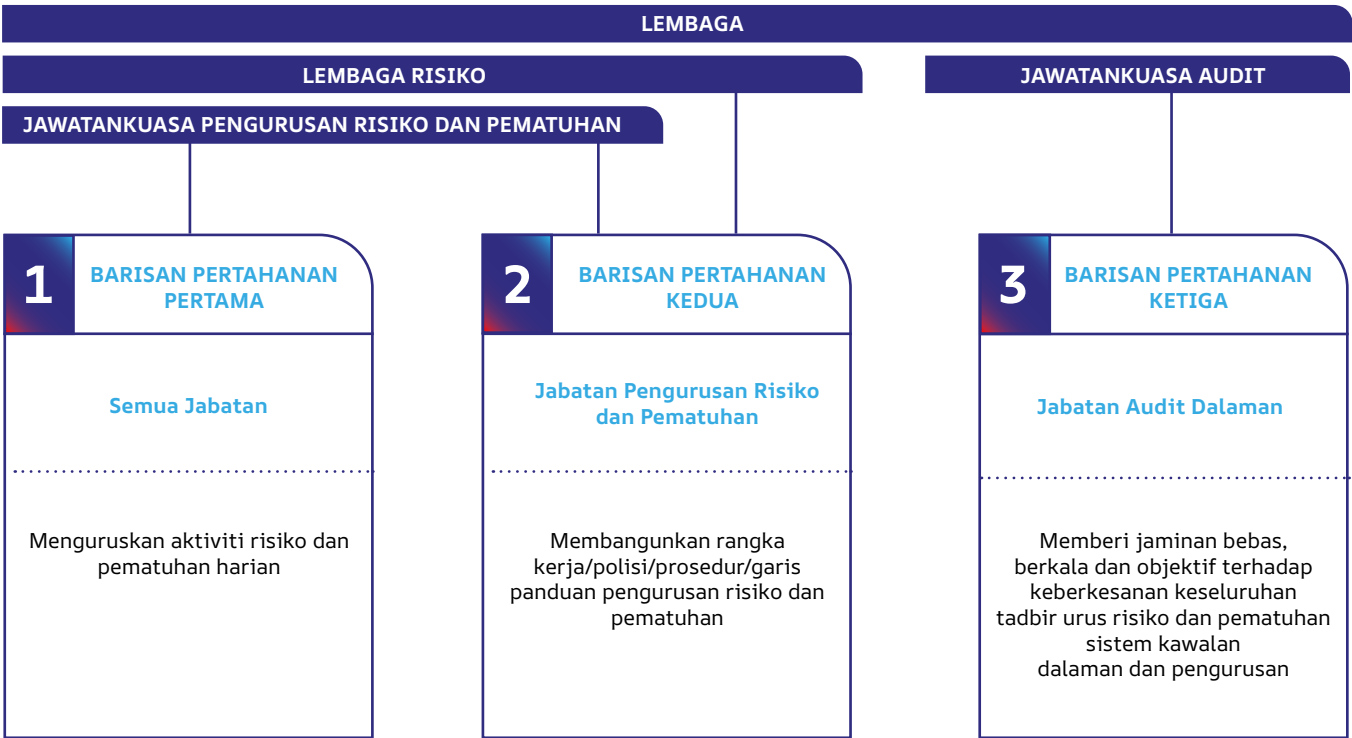 LEMBAGA
LEMBAGA RISIKO
JAWATANKUASA AUDIT
JAWATANKUASA PENGURUSAN RISIKO DAN PEMATUHAN
1
BARISAN PERTAHANAN
PERTAMA
Semua Jabatan
Menguruskan aktiviti risiko dan
pematuhan harian
2
BARISAN PERTAHANAN
KEDUA
Jabatan Pengurusan Risiko
dan Pematuhan
Membangunkan rangka
kerja/polisi/prosedur/garis
panduan pengurusan risiko dan
pematuhan
3
BARISAN PERTAHANAN
KETIGA
Jabatan Audit Dalaman
Memberi jaminan bebas,
berkala dan objektif terhadap
keberkesanan keseluruhan
tadbir urus risiko dan pematuhan
sistem kawalan
dalaman dan pengurusan